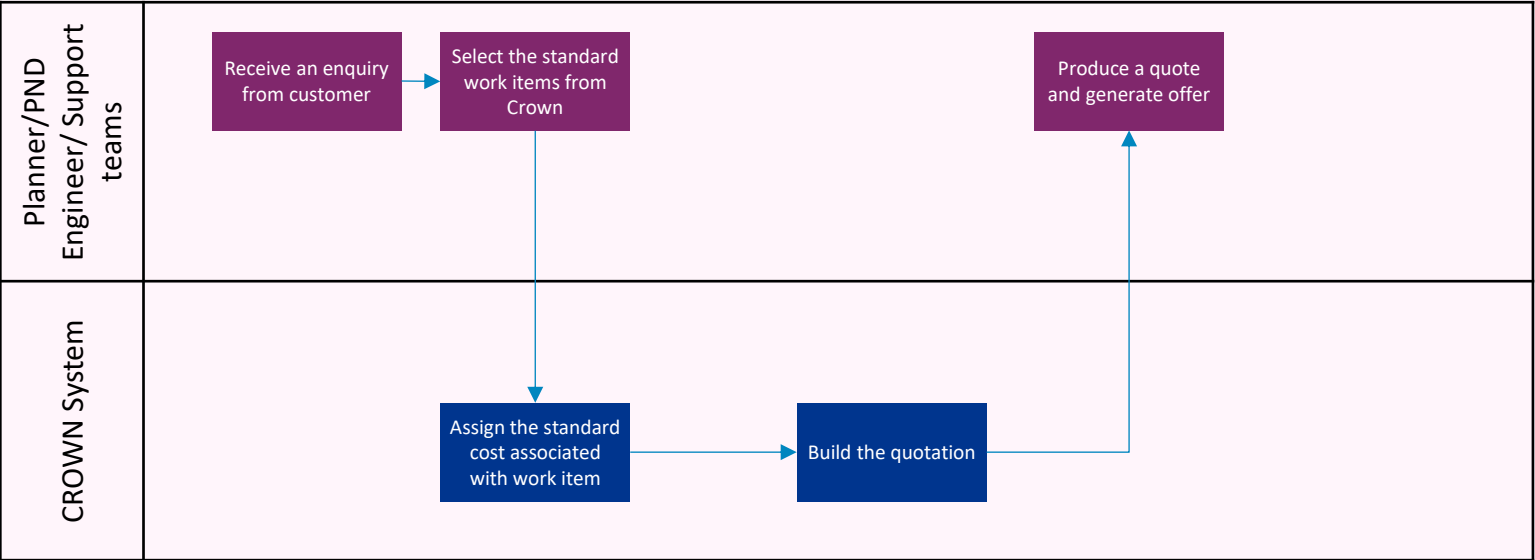 Planner/PND
Engineer/ Support
teams
Receive an enquiry
from customer
Select the standard
work items from
Crown
Produce a quote
and generate offer
CROWN System
Assign the standard
cost associated
with work item
Build the quotation